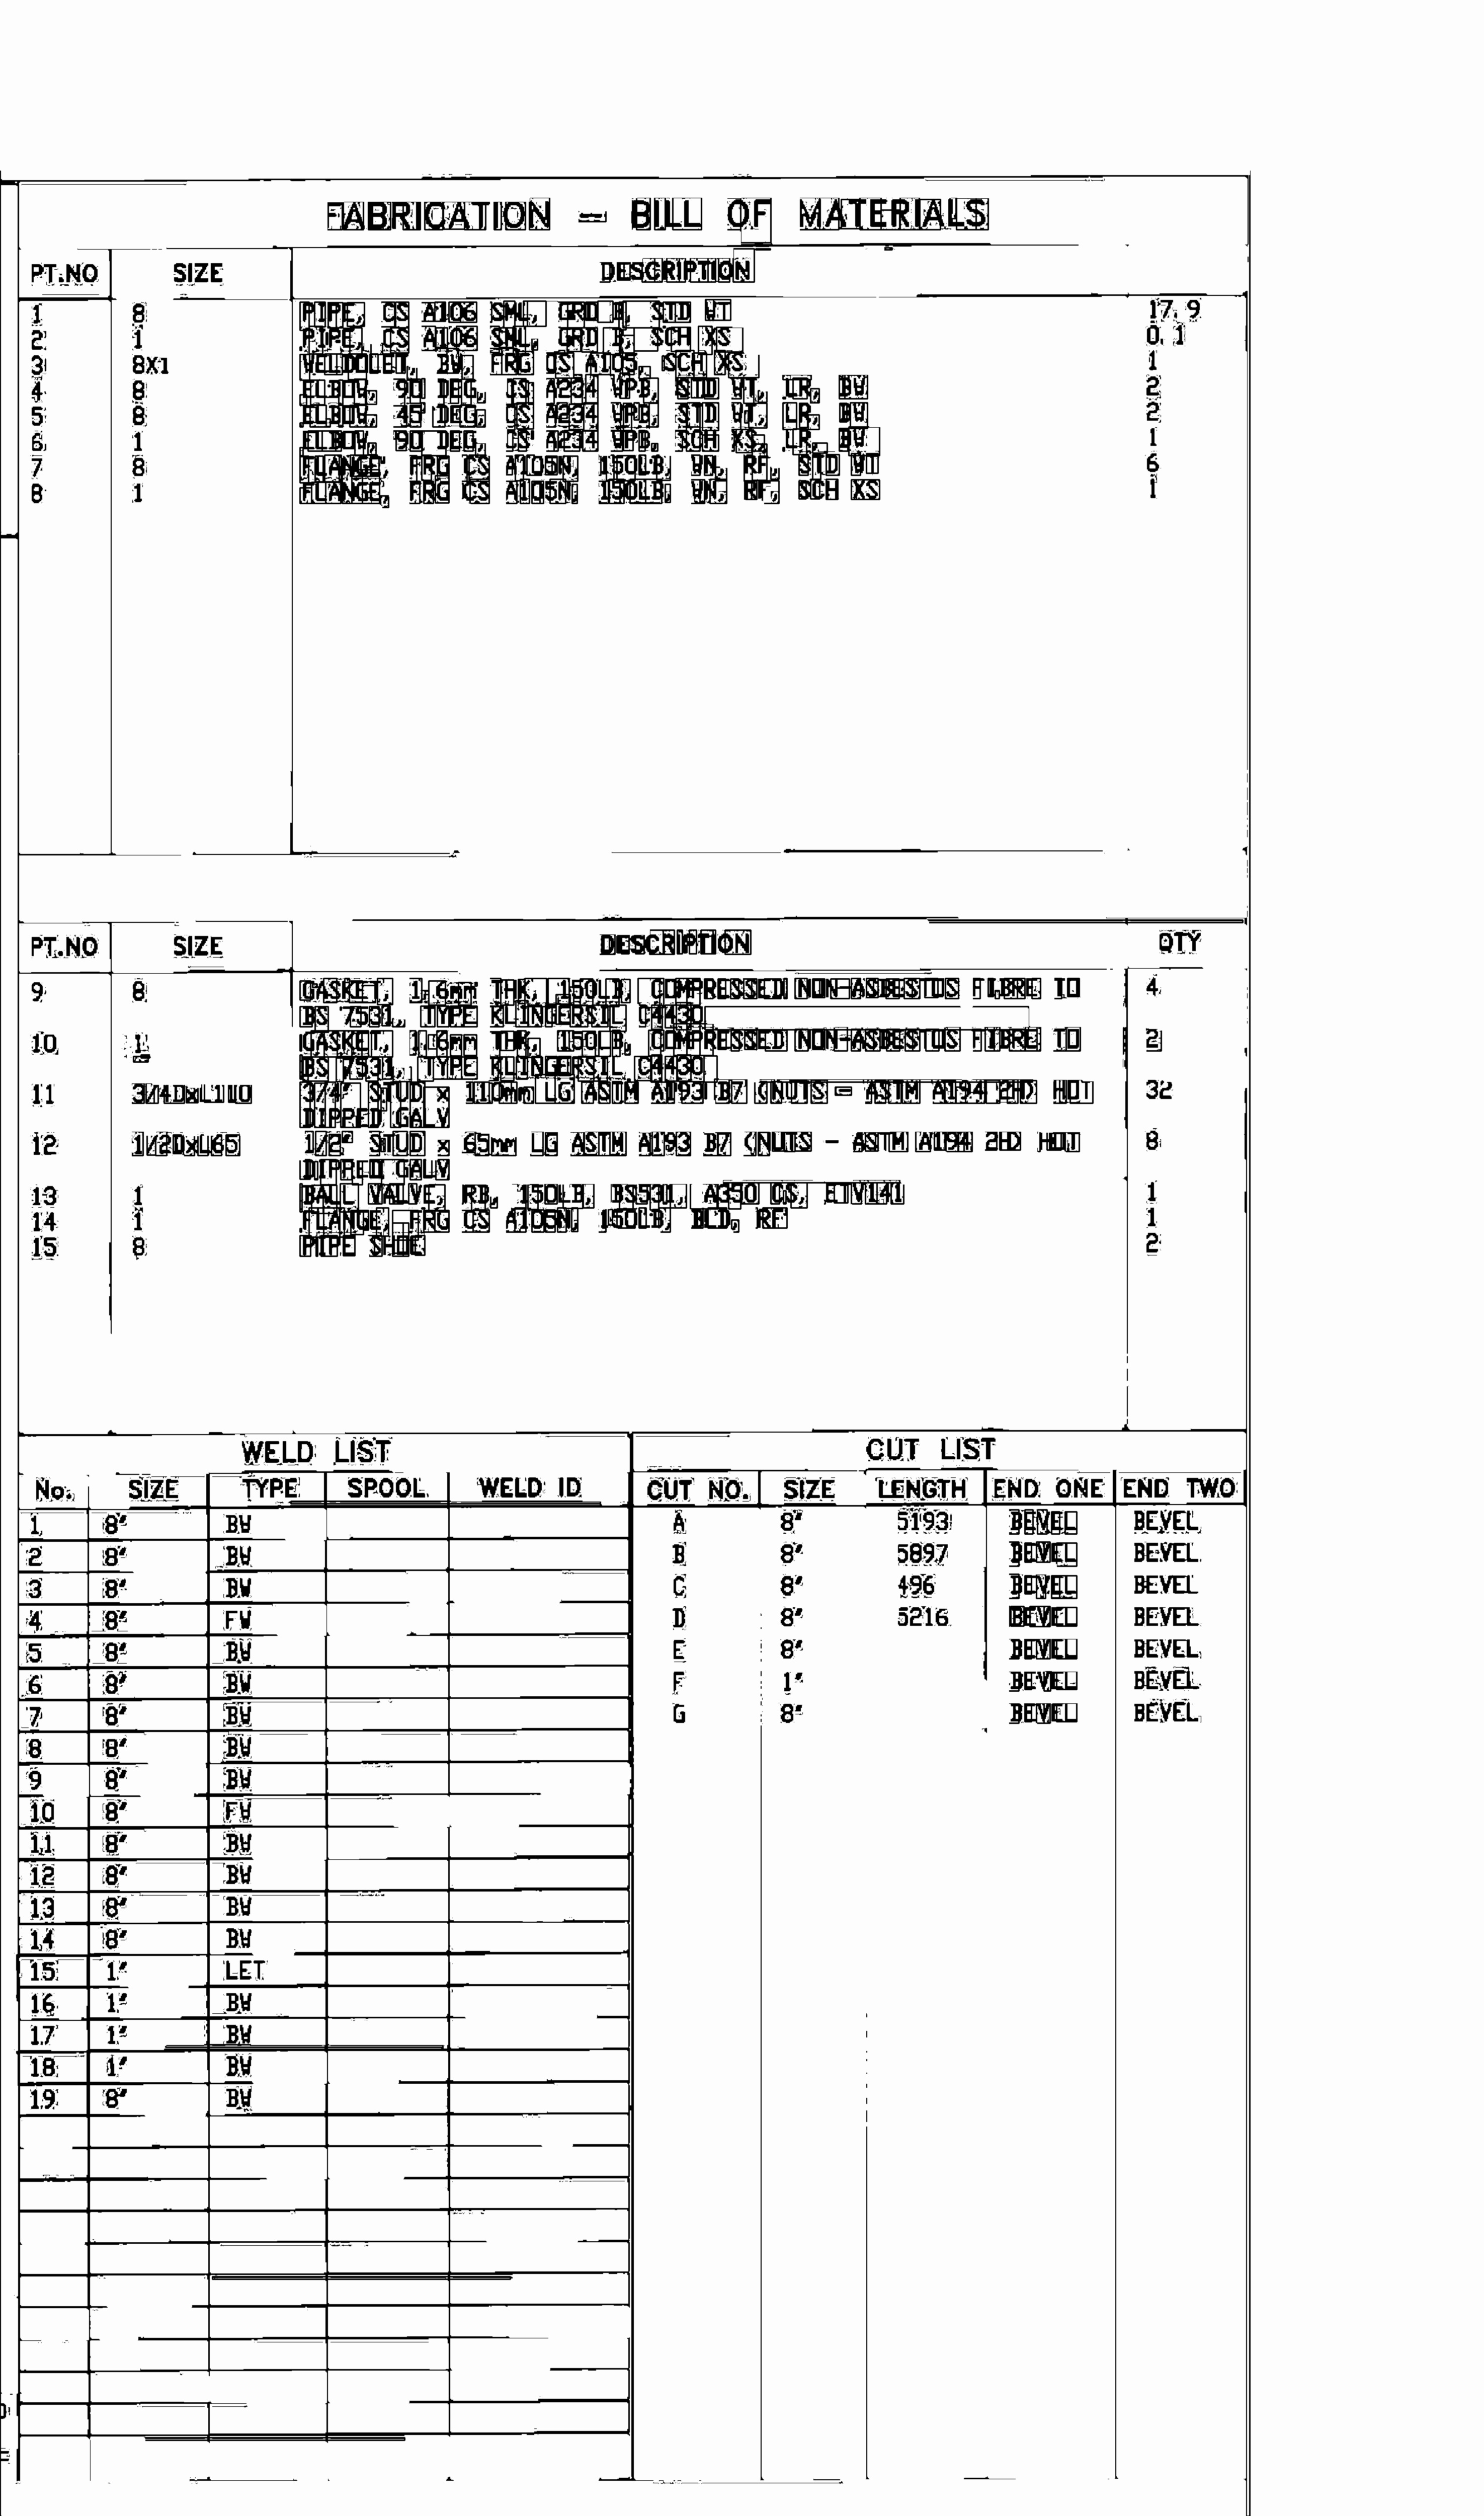 FABRICATION – BILL OF MATERIALS
PT.NO SIZE DESCRIPTION
1 8 PIPE, CS A106 SML, GRD B, STD WT 17.9
2 1 PIPE, CS A106 SML, GRD B, SCH XS 0.1
3 8X1 WELDOLET, BW, FRG CS A105, SCH XS 1
4 8 ELBOW, 90 DEG, CS A234 WPB, STD WT, LR, BW 2
5 8 ELBOW, 45 DEG, CS A234 WPB, STD WT, LR, BW 2
6 1 ELBOW, 90 DEG, CS A234 WPB, SCH XS, LR, BW 1
7 8 FLANGE, FRG CS A105N, 150LB, WN, RF, STD WT 6
8 1 FLANGE, FRG CS A105N, 150LB, WN, RF, SCH XS 1
PT.NO SIZE DESCRIPTION QTY
9 8 GASKET, 1.6mm THK, 150LB, COMPRESSED NON-ASBESTOS FIBRE TO 4
BS 7531, TYPE KLINGERSIL C4430
10 1 GASKET, 1.6mm THK, 150LB, COMPRESSED NON-ASBESTOS FIBRE TO 2
BS 7531, TYPE KLINGERSIL C4430
11 3/4DxL110 3/4" STUD x 110mm LG ASTM A193 B7 (NUTS – ASTM A194 2H) HOT 32
DIPPED GALV
12 1/2DxL65 1/2" STUD x 65mm LG ASTM A193 B7 (NUTS – ASTM A194 2H) HOT 8
DIPPED GALV
13 1 BALL VALVE, RB, 150LB, BS5351, A350 CS, 1
14 1 FLANGE, FRG CS A105N, 150LB, BLD, RF 1
15 8 PIPE SHOE 2
WELD LIST
No. SIZE TYPE SPOOL WELD ID
1 8" BW
2 8" BW
3 8" BW
4 8" FW
5 8" BW
6 8" BW
7 8" BW
8 8" BW
9 8" BW
10 8" FW
11 8" BW
12 8" BW
13 8" BW
14 8" BW
15 1" LET
16 1" BW
17 1" BW
18 1" BW
19 8" BW
CUT LIST
CUT NO. SIZE LENGTH END ONE END TWO
A 8" 5193 BEVEL BEVEL
B 8" 5897 BEVEL BEVEL
C 8" 496 BEVEL BEVEL
D 8" 5216 BEVEL BEVEL
E 8" BEVEL BEVEL
F 1" BEVEL BEVEL
G 8" BEVEL BEVEL